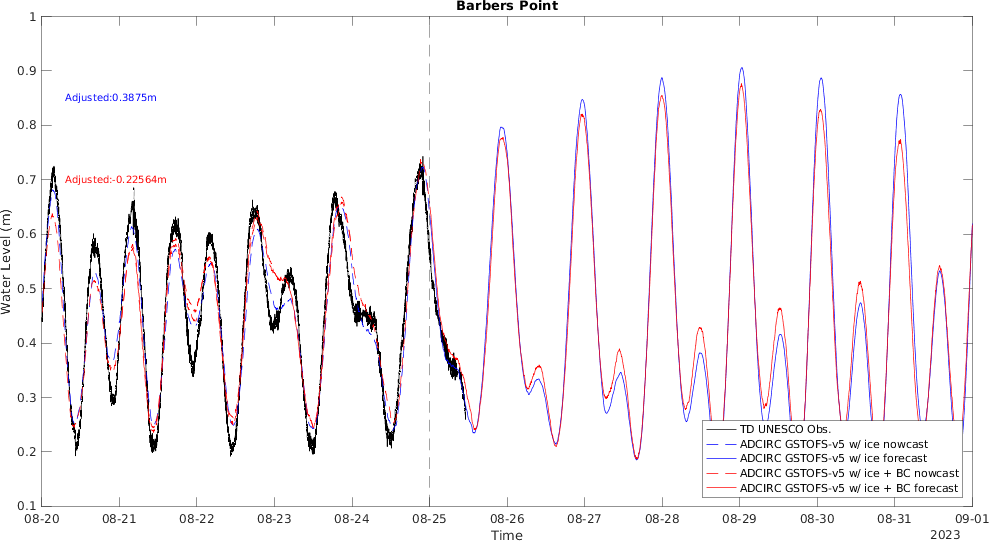 Barbers Point
1
0.9
0.8
0.7
0.6
0.5
0.4
0.3
0.2
0.1
Water Level (m)
Adjusted:0.3875m
Adjusted:-0.22564m
TD UNESCO Obs.
ADCIRC GSTOFS-v5 w/ ice nowcast
ADCIRC GSTOFS-v5 w/ ice forecast
ADCIRC GSTOFS-v5 w/ ice + BC nowcast
ADCIRC GSTOFS-v5 w/ ice + BC forecast
08-20 08-21 08-22 08-23 08-24 08-25 08-26 08-27 08-28 08-29 08-30 08-31 09-01
Time
2023